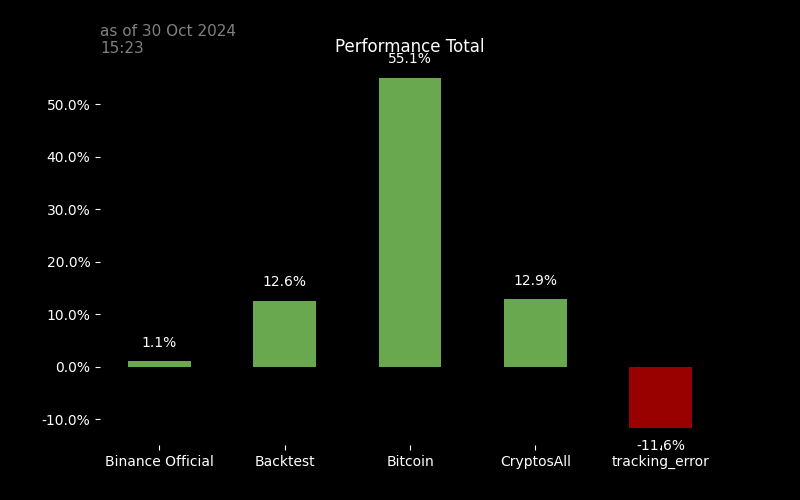 as of 30 Oct 2024
15:23
Performance Total
55.1%
50.0%
40.0%
30.0%
20.0%
10.0%
0.0%
-10.0%
1.1%
12.6%
12.9%
-11.6%
Binance Official
Backtest
Bitcoin
CryptosAll
tracking_error